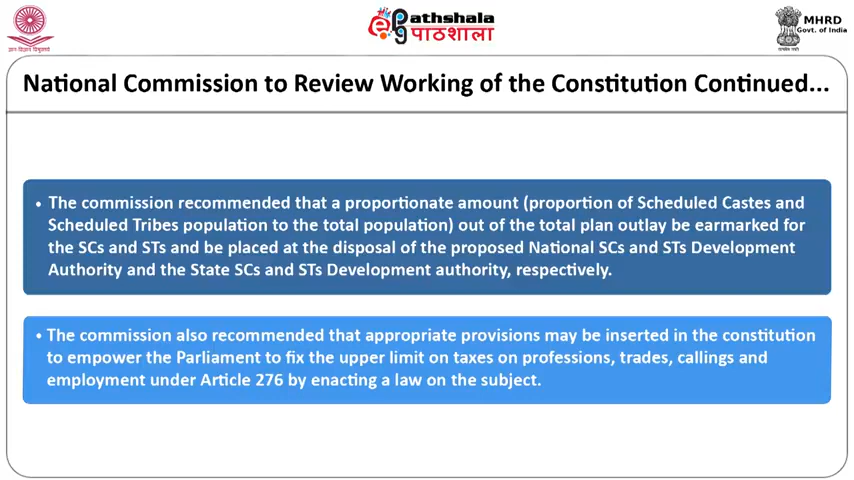 ePathshala
पाठशाला
MHRD
Govt. of India
National Commission to Review Working of the Constitution Continued...
• The commission recommended that a proportionate amount (proportion of Scheduled Castes and
Scheduled Tribes population to the total population) out of the total plan outlay be earmarked for
the SCs and STs and be placed at the disposal of the proposed National SCs and STs Development
Authority and the State SCs and STs Development authority, respectively.
• The commission also recommended that appropriate provisions may be inserted in the constitution
to empower the Parliament to fix the upper limit on taxes on professions, trades, callings and
employment under Article 276 by enacting a law on the subject.